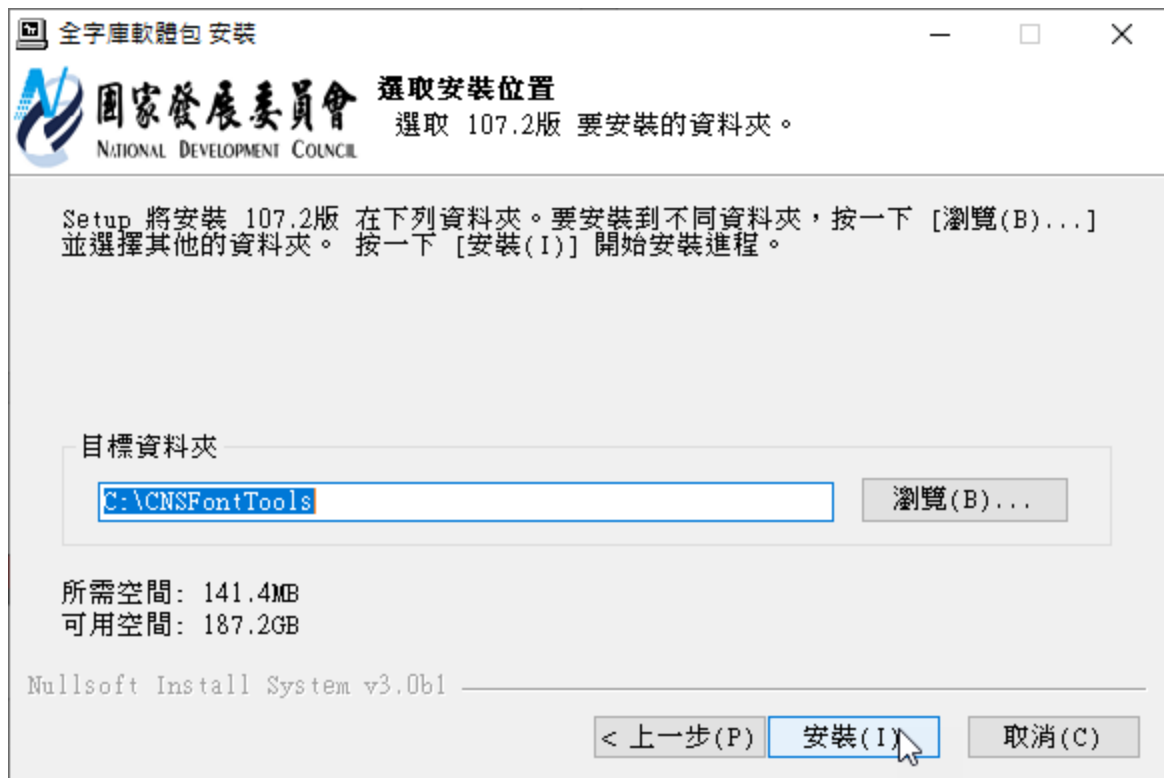 全字庫軟體包 安裝
國家發展委員會
NATIONAL DEVELOPMENT COUNCIL
選取安裝位置
選取 107.2版 要安裝的資料夾。
Setup 將安裝 107.2版 在下列資料夾。要安裝到不同資料夾，按一下 [瀏覽(B)...]
並選擇其他的資料夾。 按一下 [安裝(I)] 開始安裝進程。
目標資料夾
C:\CNSFontTools
瀏覽(B)...
所需空間: 141.4MB
可用空間: 187.2GB
Nullsoft Install System v3.0b1
< 上一步(P)
安裝(I)
取消(C)